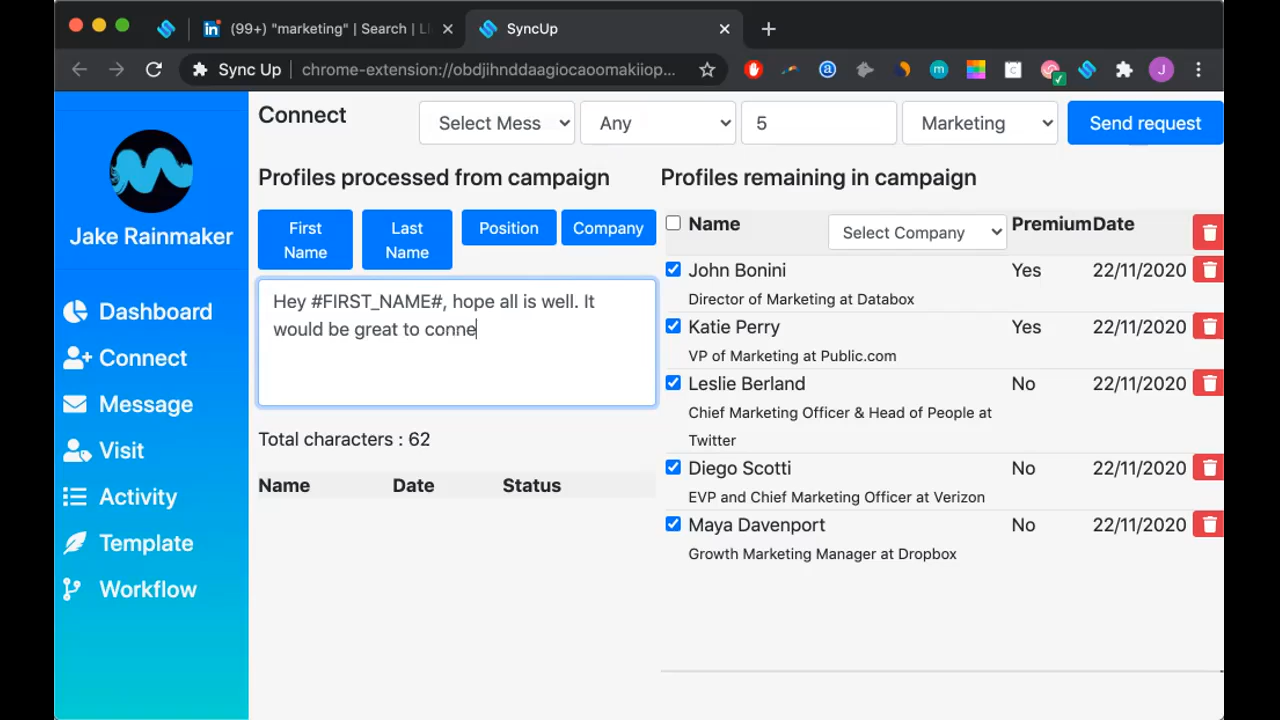 (99+) "marketing" | Search | LI
SyncUp
Sync Up
chrome-extension://obdjihnddaagiocaoomakiiop...
J
Jake Rainmaker
Dashboard
Connect
Message
Visit
Activity
Template
Workflow
Connect
Select Mess
Any
5
Marketing
Send request
Profiles processed from campaign
First Name
Last Name
Position
Company
Hey #FIRST_NAME#, hope all is well. It
would be great to conne
Total characters : 62
Name Date Status
Profiles remaining in campaign
Name Select Company Premium Date
John Bonini Yes 22/11/2020
Director of Marketing at Databox
Katie Perry Yes 22/11/2020
VP of Marketing at Public.com
Leslie Berland No 22/11/2020
Chief Marketing Officer & Head of People at
Twitter
Diego Scotti No 22/11/2020
EVP and Chief Marketing Officer at Verizon
Maya Davenport No 22/11/2020
Growth Marketing Manager at Dropbox